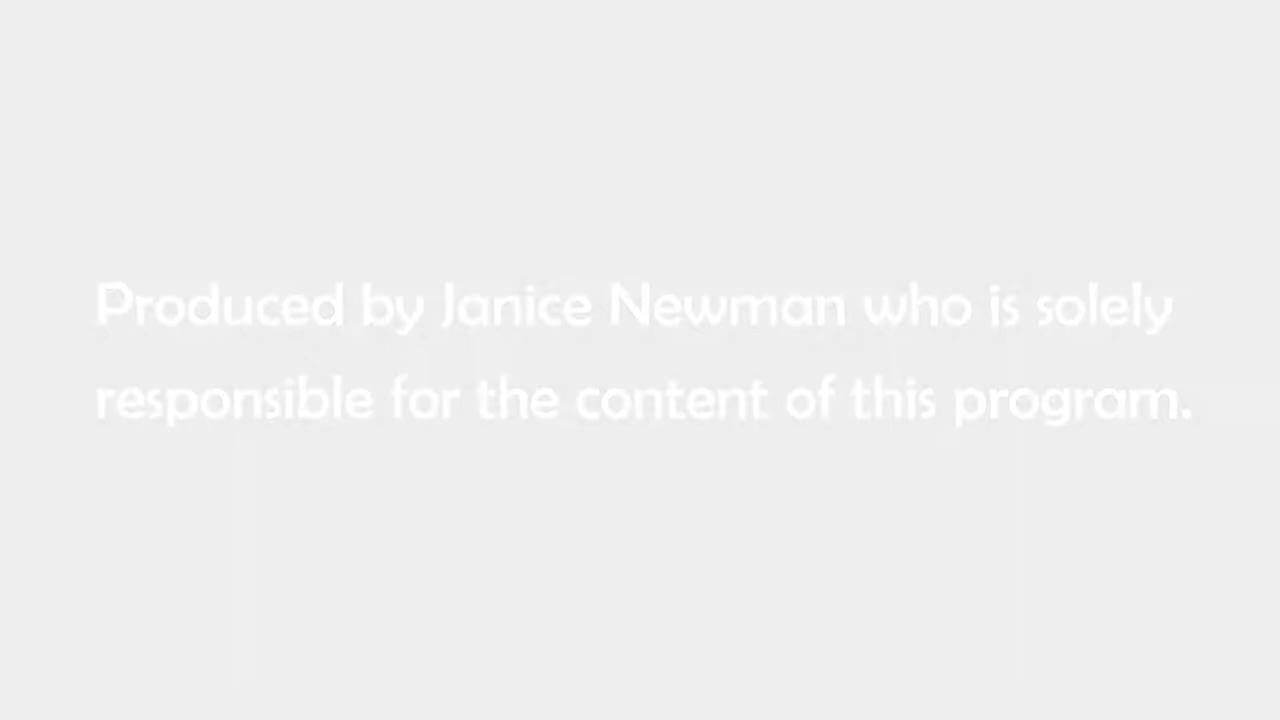 Produced by Janice Newman who is solely
responsible for the content of this program.